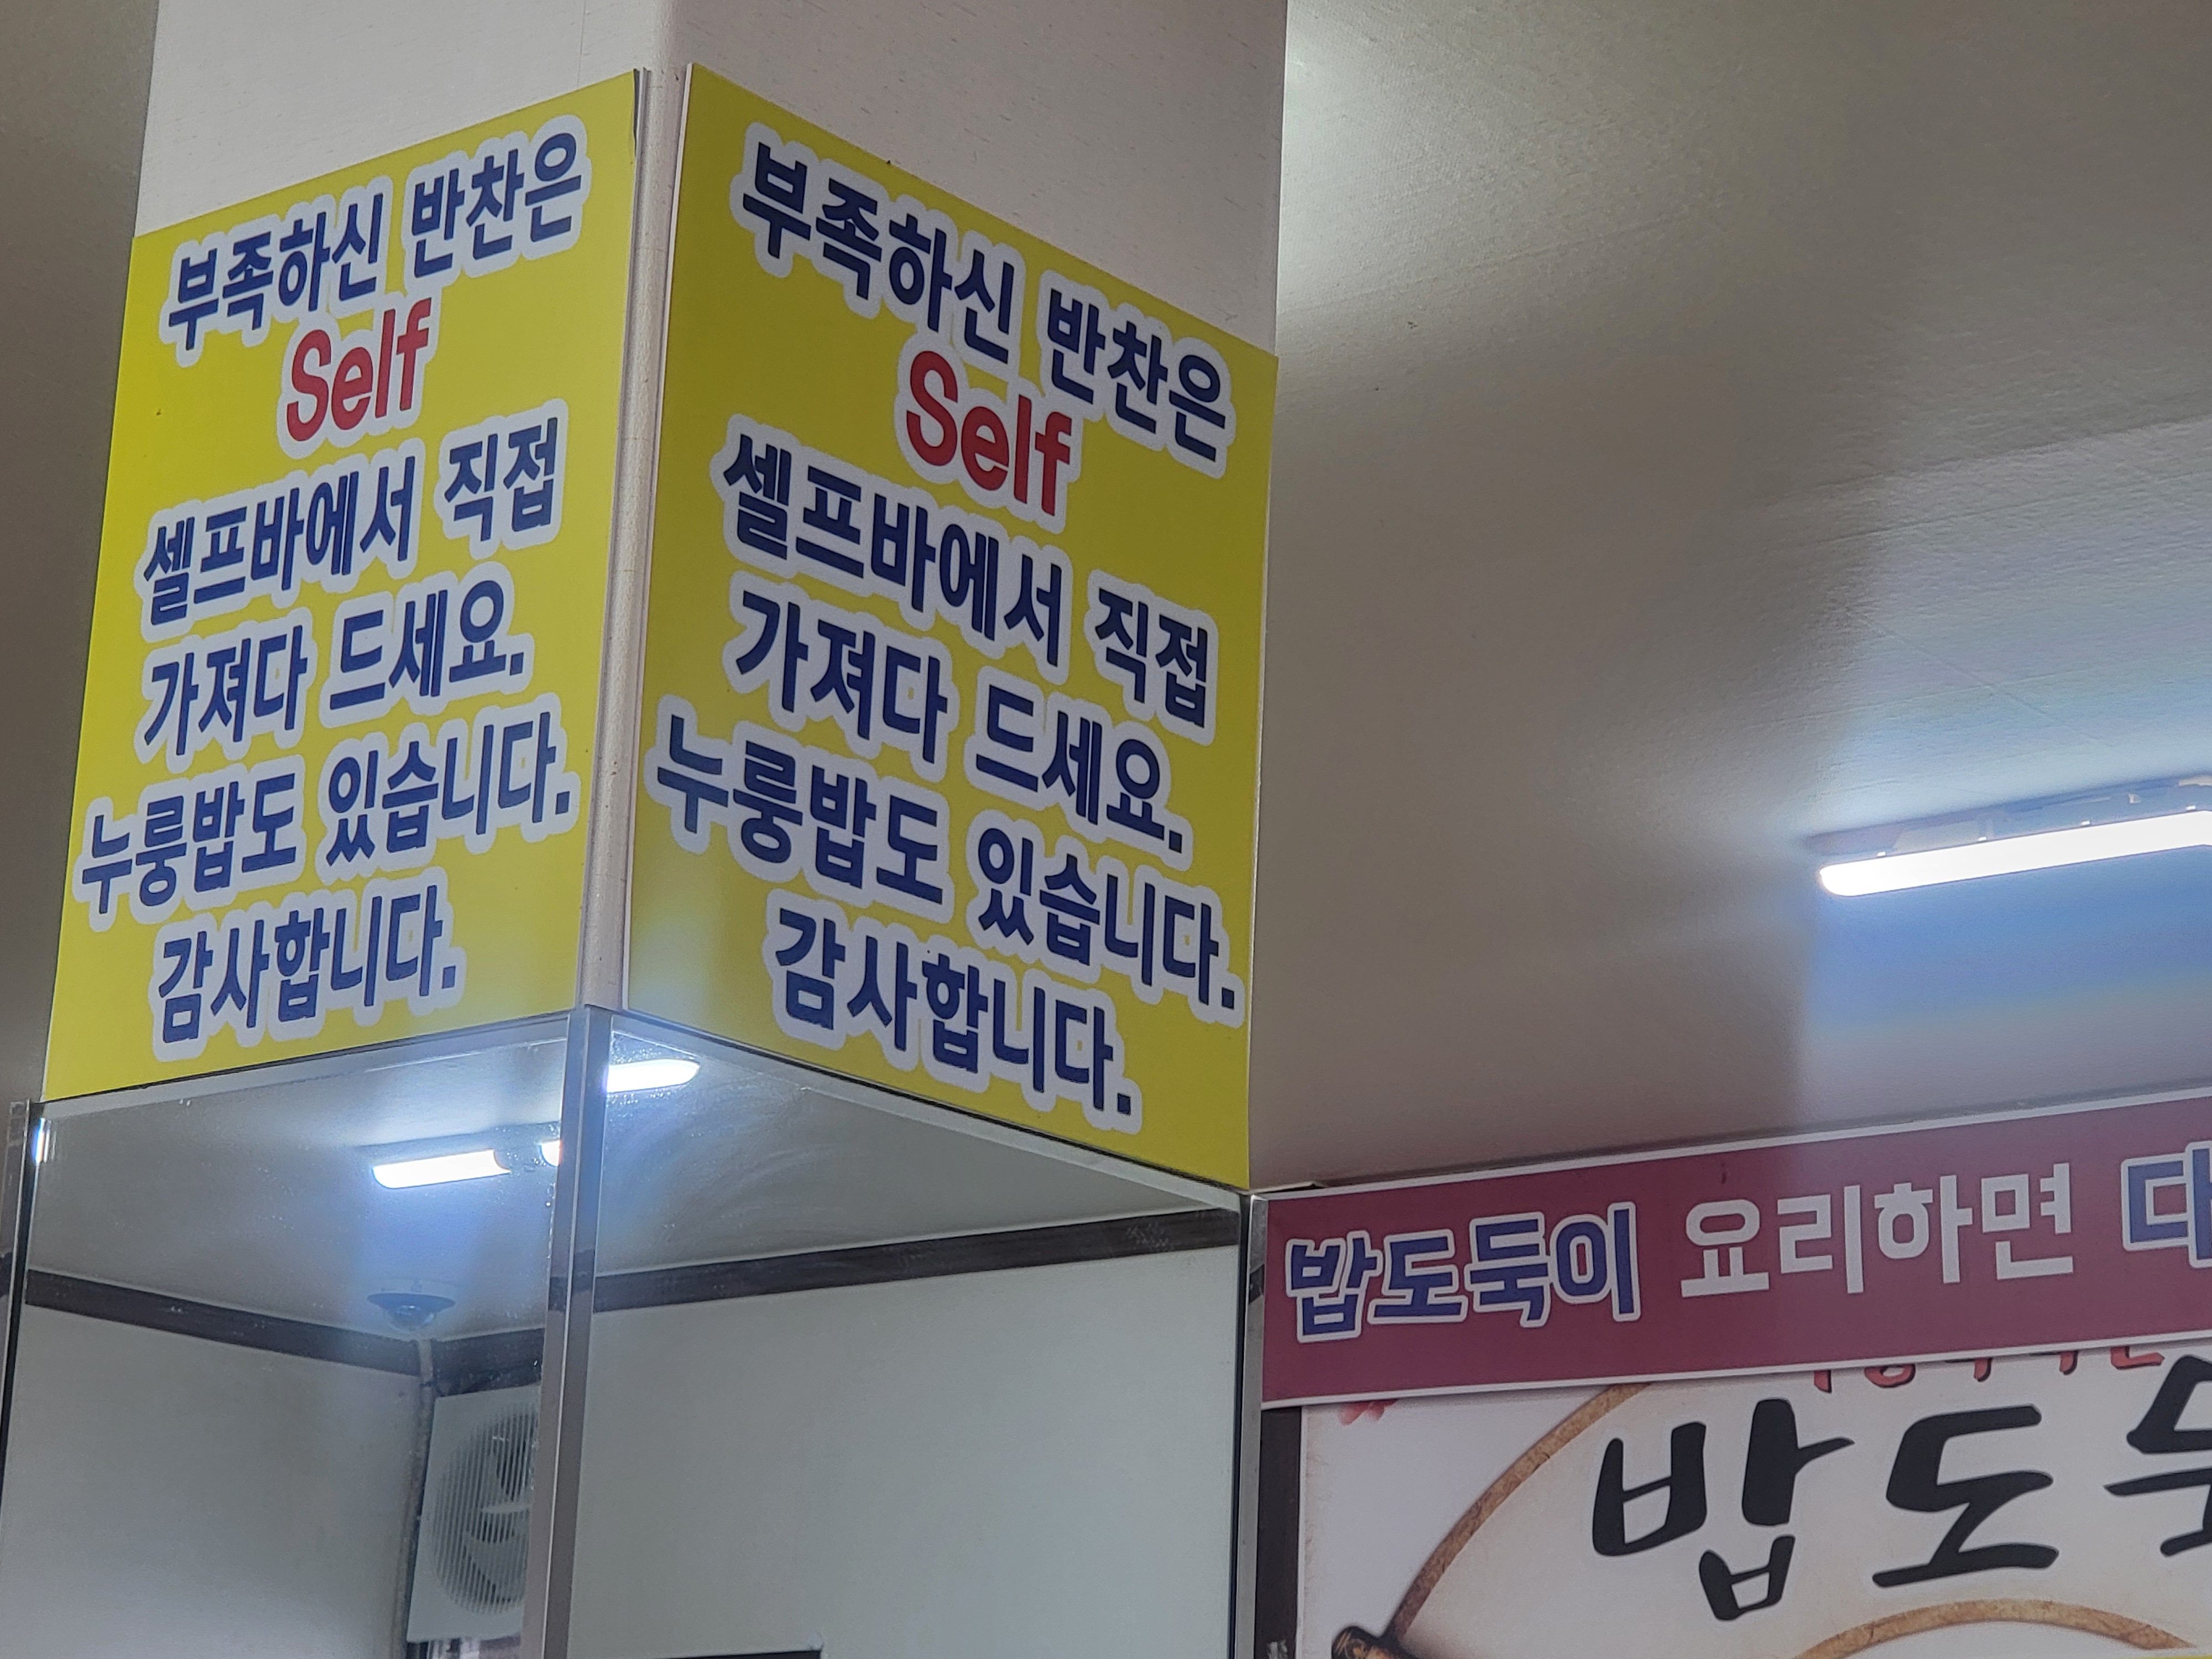 부족하신 반찬은
Self
셀프바에서 직접
가져다 드세요.
누룽밥도 있습니다.
감사합니다.
부족하신 반찬은
Self
셀프바에서 직접
가져다 드세요.
누룽밥도 있습니다.
감사합니다.
밥도둑이 요리하면
밥도